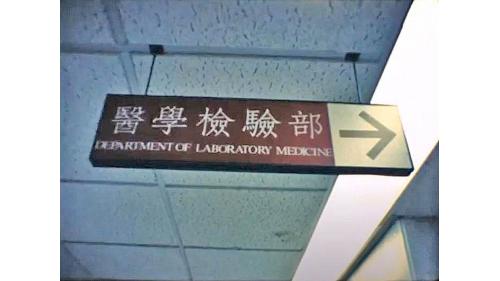 醫學檢驗部
DEPARTMENT OF LABORATORY MEDICINE